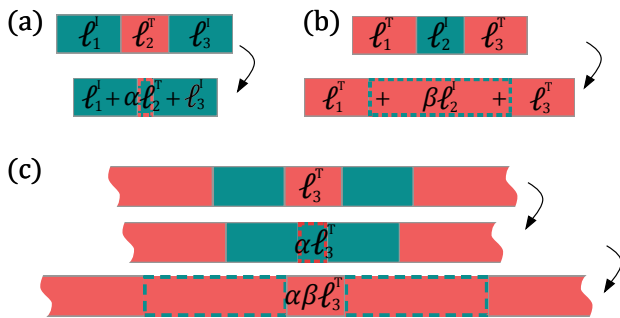 (a) ℓ₁ᴵ ℓ₂ᵀ ℓ₃ᴵ
ℓ₁ᴵ + αℓ₂ᵀ + ℓ₃ᴵ
(b) ℓ₁ᵀ ℓ₂ᴵ ℓ₃ᵀ
ℓ₁ᵀ + βℓ₂ᴵ + ℓ₃ᵀ
(c) ℓ₃ᵀ
αℓ₃ᵀ
αβℓ₃ᵀ